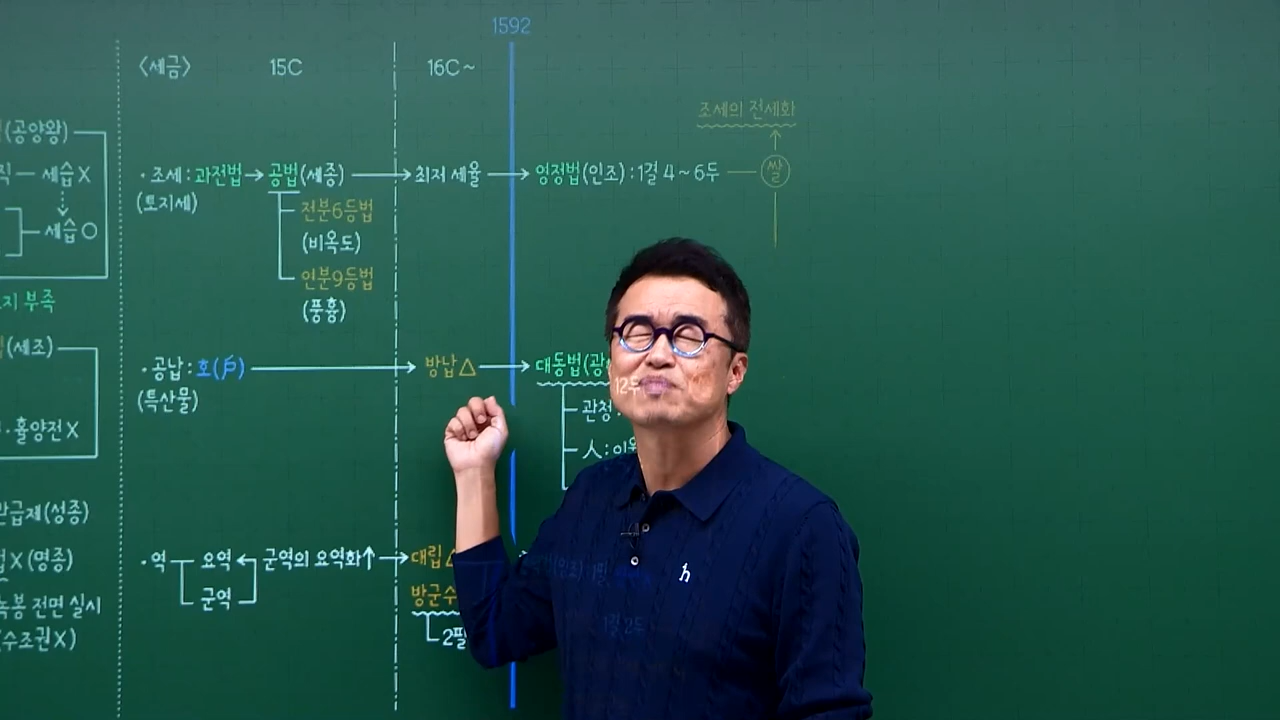 1592
〈세금〉 15C 16C~
조세의 전세화
(공양왕)
직 ─ 세습 X
세습 O
· 조세 : 과전법 → 공법(세종) → 최저 세율 → 영정법(인조) : 1결 4 ~ 6두 ─ 쌀
(토지세)
전분6등법
(비옥도)
연분9등법
(풍흉)
지 부족
(세조)
· 공납 : 호(戶) → 방납△ → 대동법(광
(특산물)
12두
관청 :
人 :
· 휼양전 X
관급제(성종)
X (명종)
녹봉 전면 실시
(수조권 X)
· 역 요역 ← 군역의 요역화↑ → 대립
군역
방군수
2필
1필
1결 2두